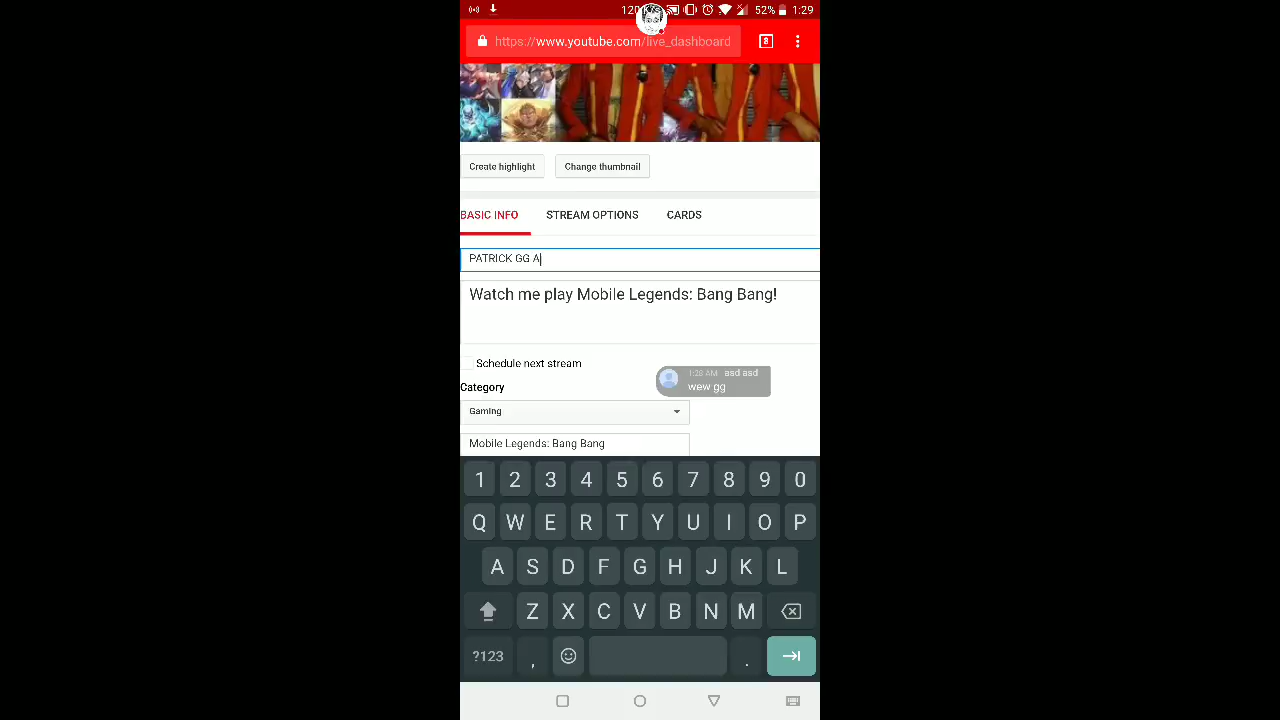 52% 1:29
https://www.youtube.com/live_dashboard
8
Create highlight Change thumbnail
BASIC INFO STREAM OPTIONS CARDS
PATRICK GG A
Watch me play Mobile Legends: Bang Bang!
Schedule next stream
1:28 AM asd asd
wew gg
Category
Gaming
Mobile Legends: Bang Bang
1 2 3 4 5 6 7 8 9 0
Q W E R T Y U I O P
A S D F G H J K L
Z X C V B N M
?123 , .